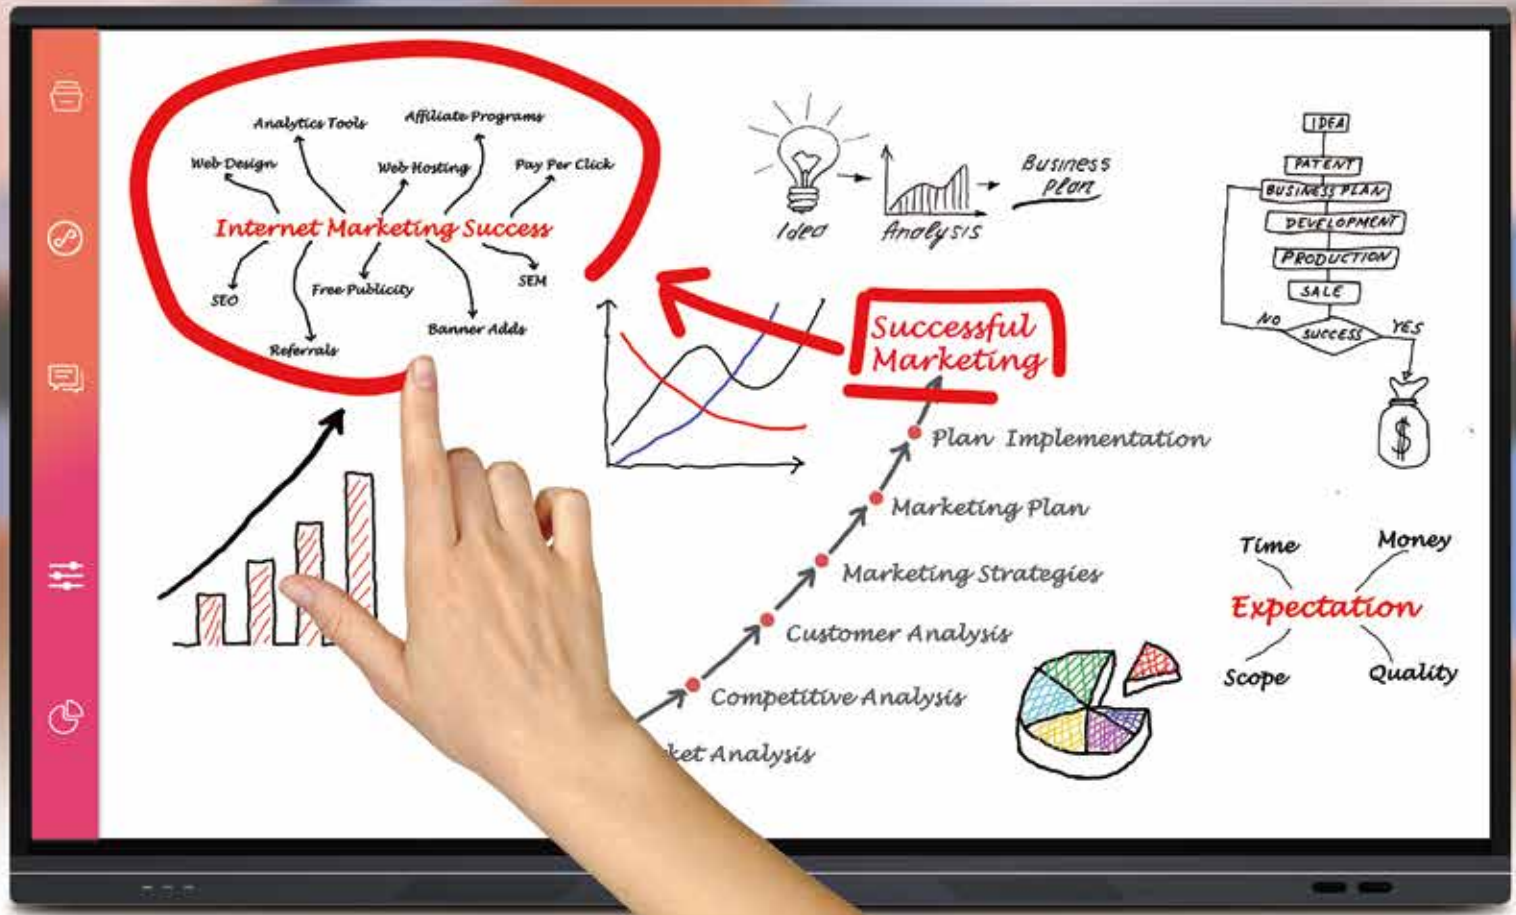 Analytics Tools
Affiliate Programs
Web Design
Web Hosting
Pay Per Click
Internet Marketing Success
SEO
Free Publicity
SEM
Banner Adds
Referrals
Idea
Analysis
Business
Plan
IDEA
PATENT
BUSINESS PLAN
DEVELOPMENT
PRODUCTION
SALE
NO
SUCCESS
YES
$
Successful
Marketing
Plan Implementation
Marketing Plan
Marketing Strategies
Customer Analysis
Competitive Analysis
Analysis
Time
Money
Expectation
Scope
Quality